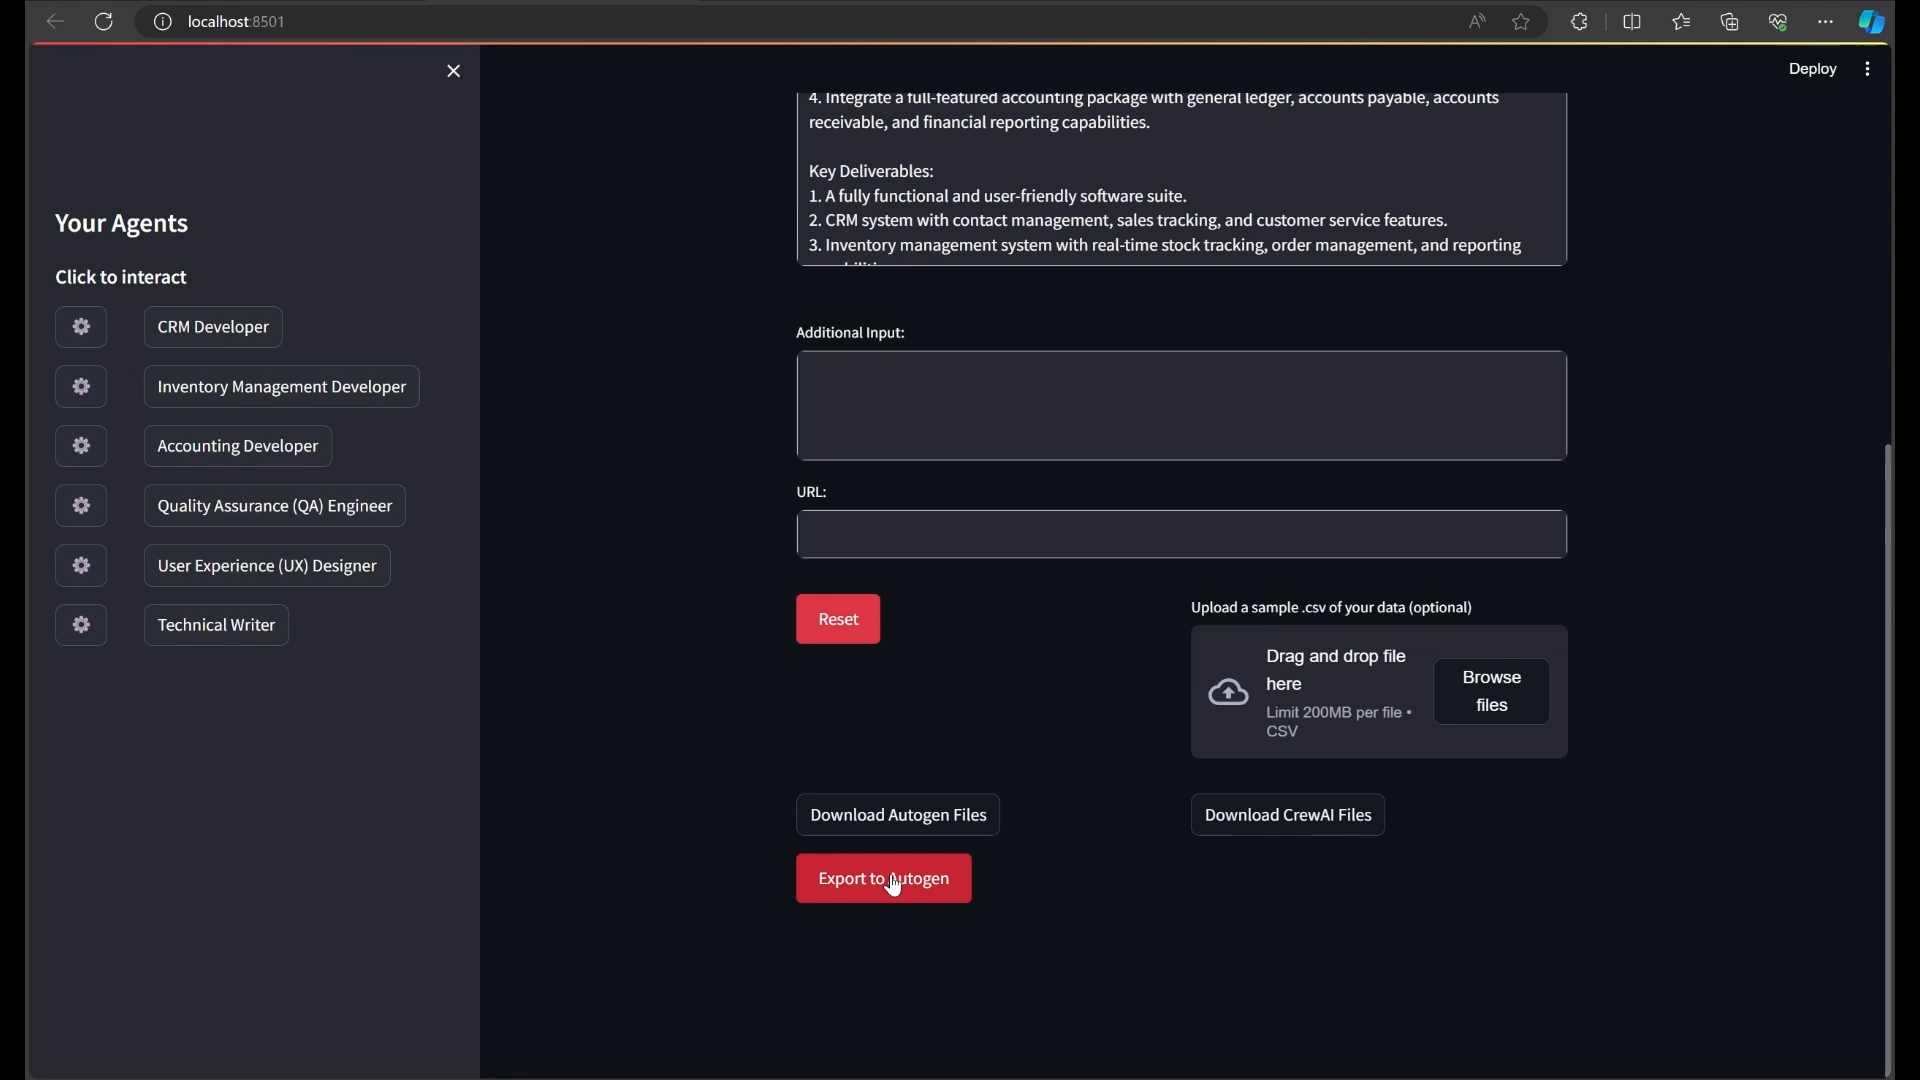 localhost:8501
Deploy
Your Agents
Click to interact
CRM Developer
Inventory Management Developer
Accounting Developer
Quality Assurance (QA) Engineer
User Experience (UX) Designer
Technical Writer
4. Integrate a full-featured accounting package with general ledger, accounts payable, accounts
receivable, and financial reporting capabilities.
Key Deliverables:
1. A fully functional and user-friendly software suite.
2. CRM system with contact management, sales tracking, and customer service features.
3. Inventory management system with real-time stock tracking, order management, and reporting
Additional Input:
URL:
Reset
Upload a sample .csv of your data (optional)
Drag and drop file
here
Limit 200MB per file •
CSV
Browse
files
Download Autogen Files
Download CrewAI Files
Export to Autogen